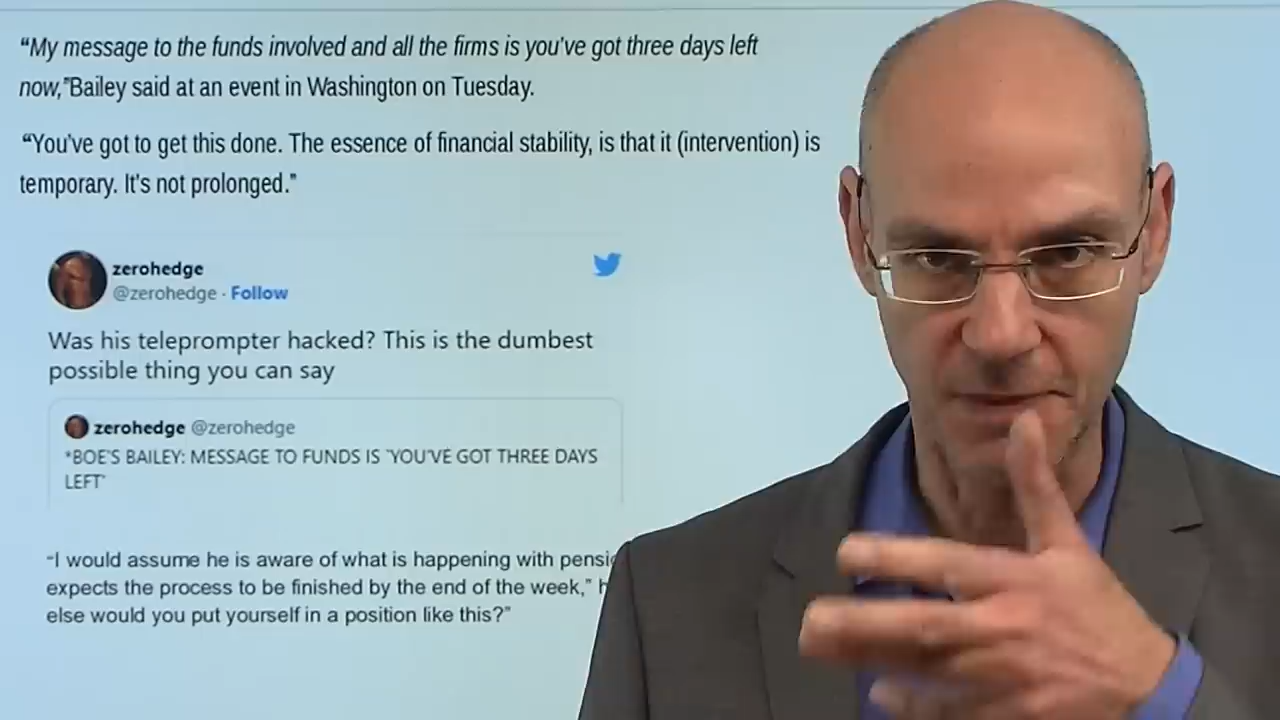 “My message to the funds involved and all the firms is you've got three days left
now,”Bailey said at an event in Washington on Tuesday.
“You've got to get this done. The essence of financial stability, is that it (intervention) is
temporary. It's not prolonged.”
zerohedge
@zerohedge · Follow
Was his teleprompter hacked? This is the dumbest
possible thing you can say
zerohedge @zerohedge
*BOE'S BAILEY: MESSAGE TO FUNDS IS 'YOU'VE GOT THREE DAYS
LEFT'
“I would assume he is aware of what is happening with
expects the process to be finished by the end of the week,”
else would you put yourself in a position like this?”